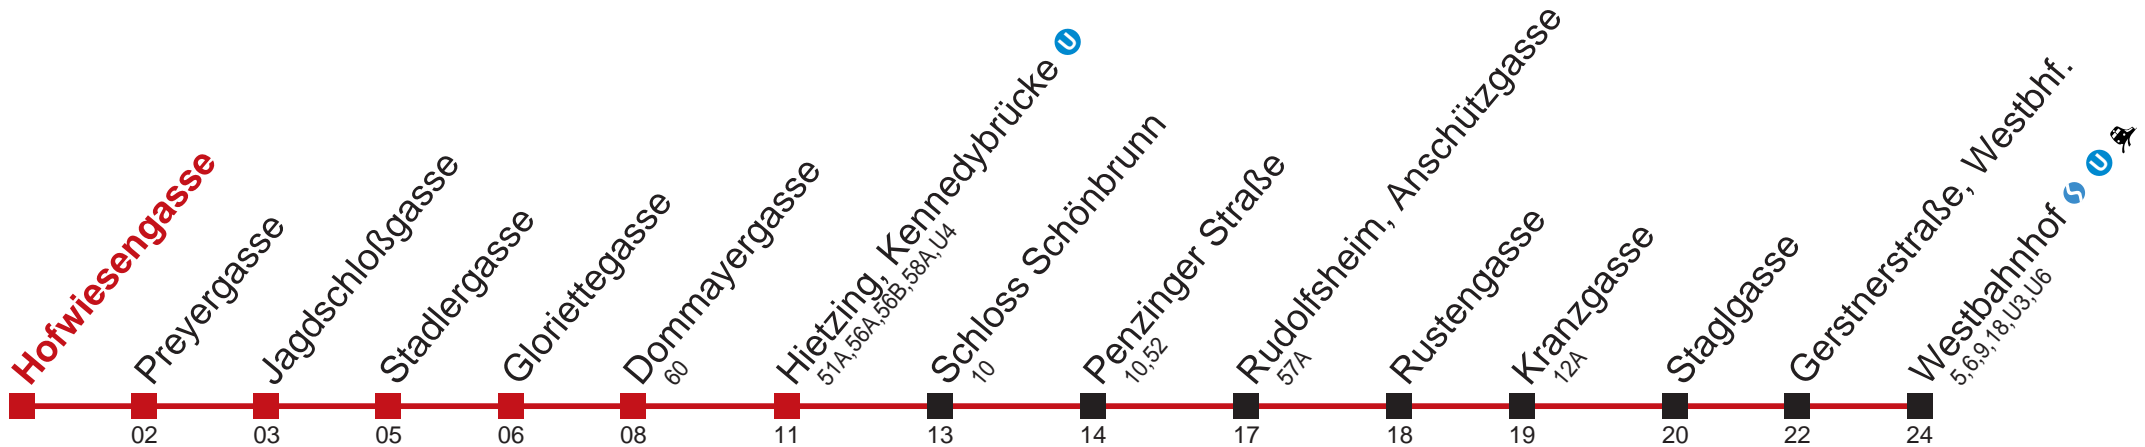 Hofwiesengasse
Preyergasse
Jagdschloßgasse
Stadlergasse
Gloriettegasse
Dommayergasse
60
Hietzing, Kennedybrücke U
51A,56A,56B,58A,U4
Schloss Schönbrunn
10
Penzinger Straße
10,52
Rudolfsheim, Anschützgasse
57A
Rustengasse
Kranzgasse
12A
Staglgasse
Gerstnerstraße, Westbhf.
Westbahnhof S U
5,6,9,18,U3,U6
02 03 05 06 08 11 13 14 17 18 19 20 22 24